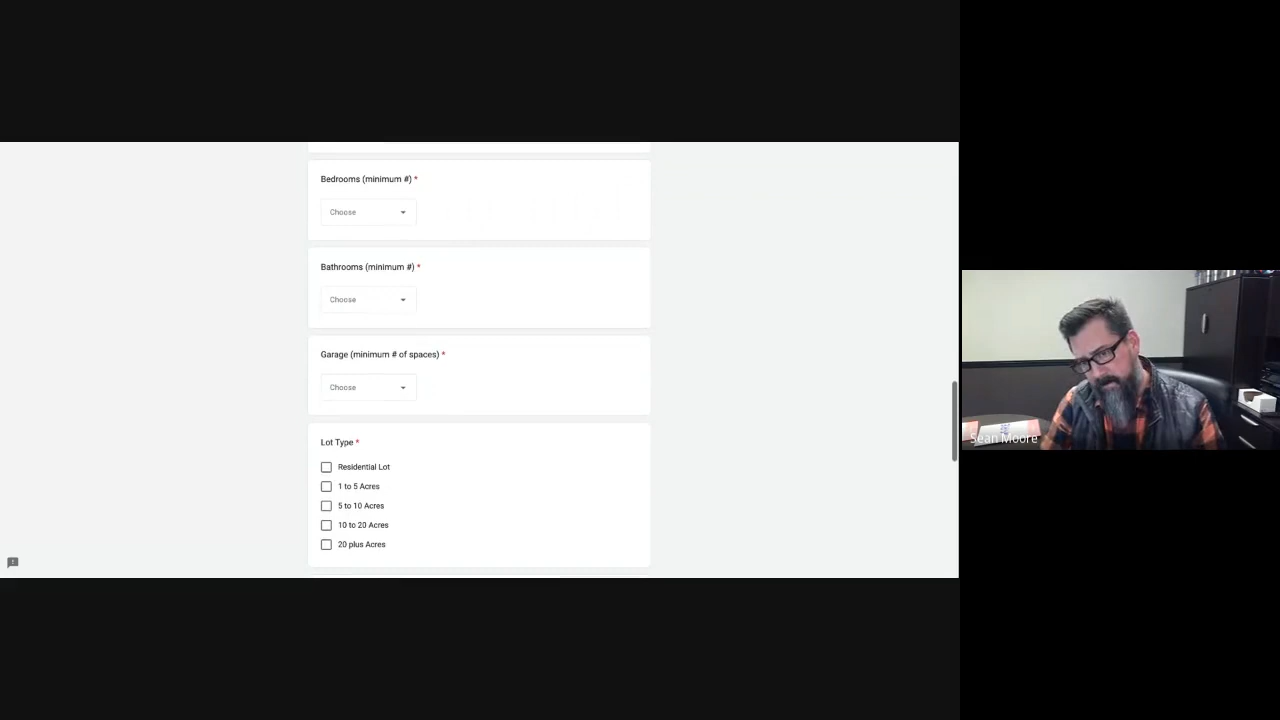 Bedrooms (minimum #) *
Choose
Bathrooms (minimum #) *
Choose
Garage (minimum # of spaces) *
Choose
Lot Type *
Residential Lot
1 to 5 Acres
5 to 10 Acres
10 to 20 Acres
20 plus Acres
Sean Moore